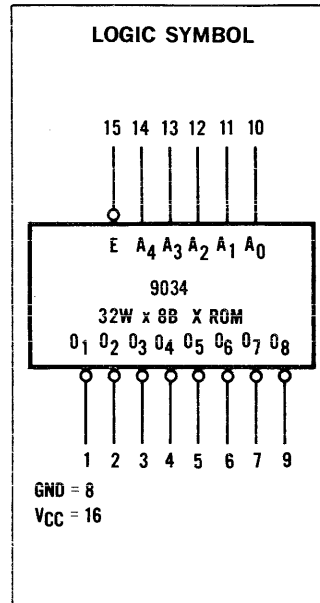 LOGIC SYMBOL
15 14 13 12 11 10
E A4 A3 A2 A1 A0
9034
32W x 8B X ROM
O1 O2 O3 O4 O5 O6 O7 O8
1 2 3 4 5 6 7 9
GND = 8
VCC = 16